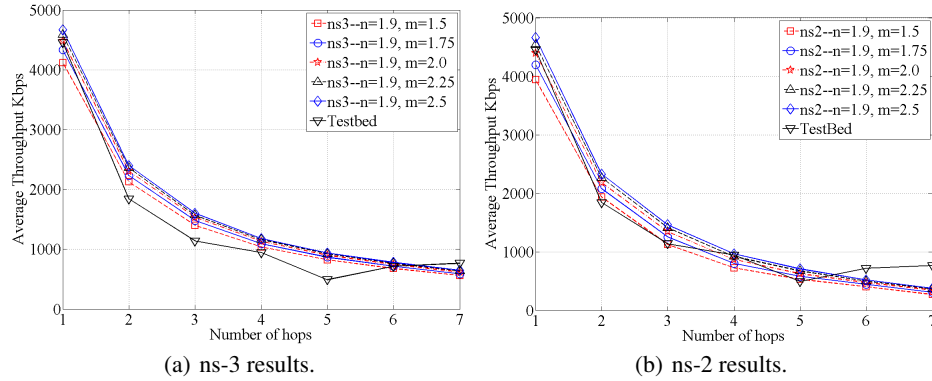 5000
4000
3000
2000
1000
0
Average Throughput Kbps
ns3--n=1.9, m=1.5
ns3--n=1.9, m=1.75
ns3--n=1.9, m=2.0
ns3--n=1.9, m=2.25
ns3--n=1.9, m=2.5
Testbed
1 2 3 4 5 6 7
Number of hops
(a) ns-3 results.
5000
4000
3000
2000
1000
0
Average Throughput Kbps
ns2--n=1.9, m=1.5
ns2--n=1.9, m=1.75
ns2--n=1.9, m=2.0
ns2--n=1.9, m=2.25
ns2--n=1.9, m=2.5
TestBed
1 2 3 4 5 6 7
Number of hops
(b) ns-2 results.